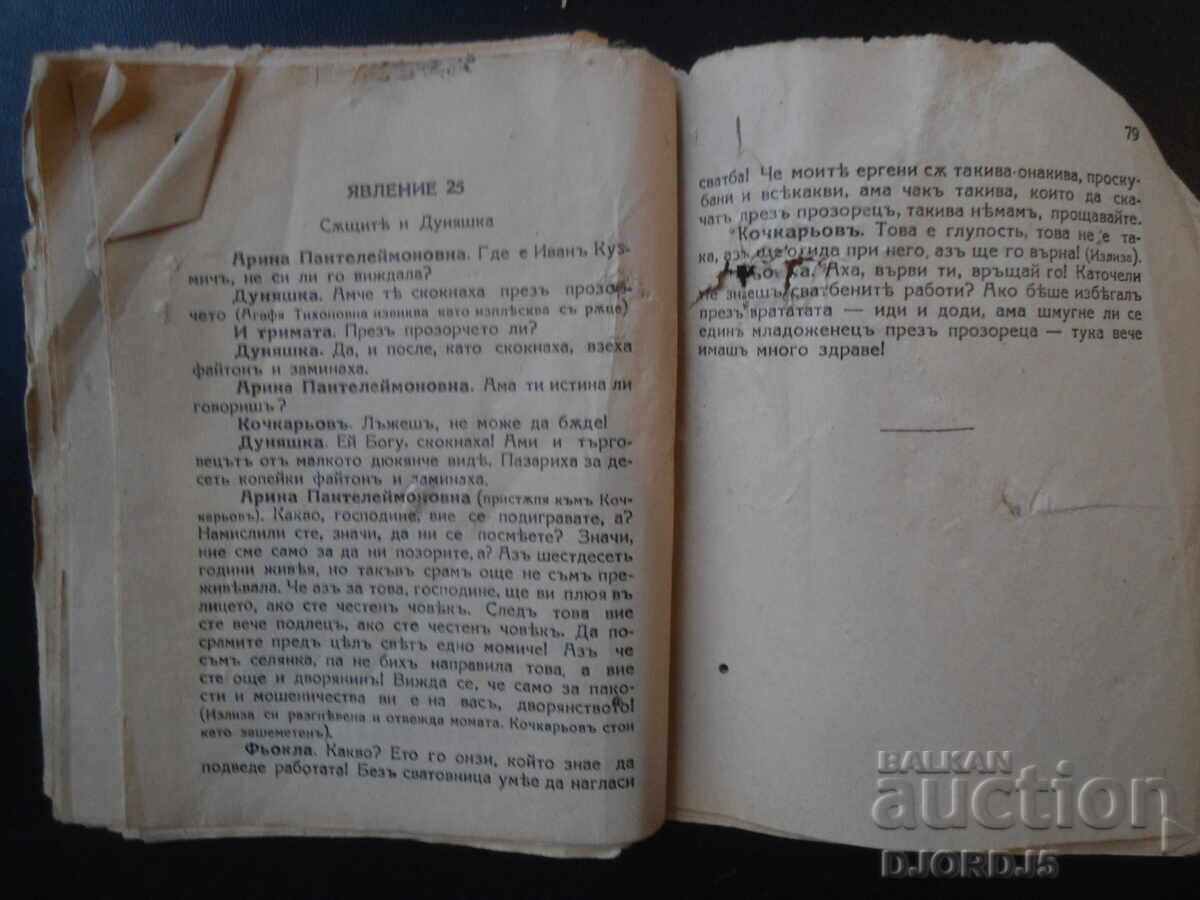 ЯВЛЕНИЕ 25
Сѫщитѣ и Дуняшка
Арина Пантелеймоновна. Где е Иванъ Куз-
мичъ, не си ли го виждала?
Дуняшка. Амче тѣ скокнаха презъ прозор-
чето (Агафя Тихоновна извиква като изплѣсква съ рѫце)
И тримата. Презъ прозорчето ли?
Дуняшка. Да, и после, като скокнаха, взеха
файтонъ и заминаха.
Арина Пантелеймоновна. Ама ти истина ли
говоришъ?
Кочкарьовъ. Лъжешъ, не може да бѫде!
Дуняшка. Ей Богу, скокнаха! Ами и търго-
вецътъ отъ малкото дюкянче видѣ. Пазариха за де-
сеть копейки файтонъ и заминаха.
Арина Пантелеймоновна (пристѫпя къмъ Коч-
карьовъ). Какао, господине, вие се подигравате, а?
Намислили сте, значи, да ни се посмѣете? Значи,
ние сме само за да ни позорите, а? Азъ шестдесеть
години живѣя, но такъвъ срамъ още не съмъ пре-
живѣвала. Че азъ за това, господине, ще ви плюя въ
лицето, ако сте честенъ човѣкъ. Следъ това вие
сте вече подлецъ, ако сте честенъ човѣкъ. Да по-
срамите предъ цѣлъ свѣтъ едно момиче! Азъ че
съмъ селянка, па не бихъ направила това, а вие
сте още и дворянинъ! Вижда се, че само за пако-
сти и мошеничества ви е на васъ, дворянството!
(Излиза си разгнѣвена и отвежда момата. Кочкарьовъ стои
като зашеметенъ).
Фьокла. Какво? Ето го онзи, който знае да
подведе работата! Безъ сватовница умѣе да нагласи
79
сватба! Че моитѣ ергени сѫ такива-онакива, проску-
бани и всѣкакви, ама чакъ такива, които да ска-
чатъ презъ прозорецъ, такива нѣмамъ, прощавайте.
Кочкарьовъ. Това е глупость, това не е та-
ка, азъ ще отида при него, азъ ще го върна! (Излиза).
Аха, върви ти, връщай го! Каточели
не знаешъ сватбенитѣ работи? Ако бѣше избѣгалъ
презъ вратата — иди и доди, ама шмугне ли се
единъ младоженецъ презъ прозореца — тука вече
имашъ много здраве!
BALKAN
auction
DJORDJ5